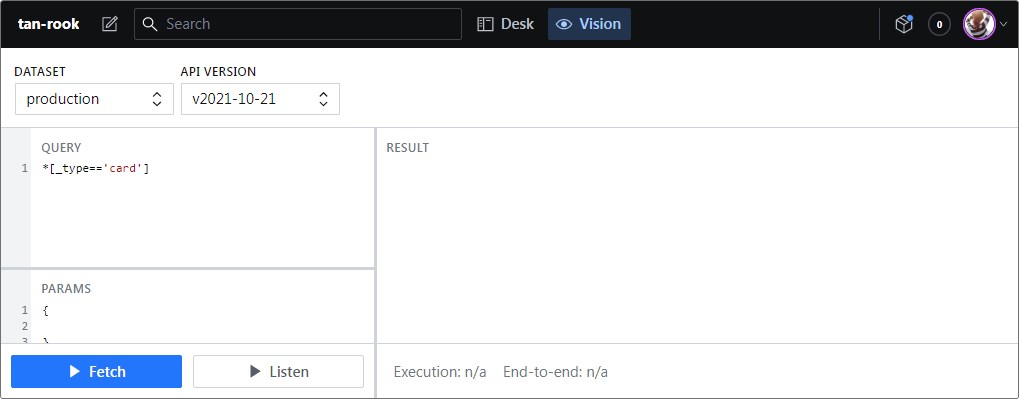 tan-rook Search Desk Vision 0
DATASET API VERSION
production v2021-10-21
QUERY
1 *[_type=='card']
PARAMS
1 {
2
3 }
RESULT
Fetch Listen Execution: n/a End-to-end: n/a